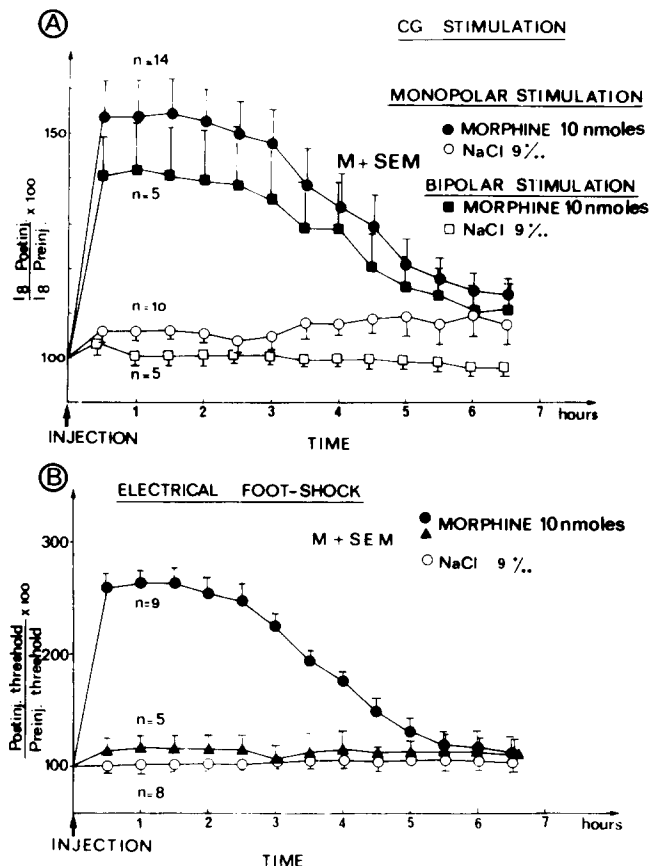 A
CG STIMULATION
n=14
MONOPOLAR STIMULATION
● MORPHINE 10 nmoles
○ NaCl 9‰
M + SEM
BIPOLAR STIMULATION
■ MORPHINE 10 nmoles
□ NaCl 9‰
150
n=5
I8 Postinj. x 100
I8 Preinj.
n=10
100
n=5
1 2 3 4 5 6 7
hours
INJECTION
TIME
B
ELECTRICAL FOOT-SHOCK
M + SEM
● MORPHINE 10 nmoles
▲
○ NaCl 9‰
300
n=9
200
Postinj. threshold x 100
Preinj. threshold
n=5
100
n=8
1 2 3 4 5 6 7
hours
INJECTION
TIME